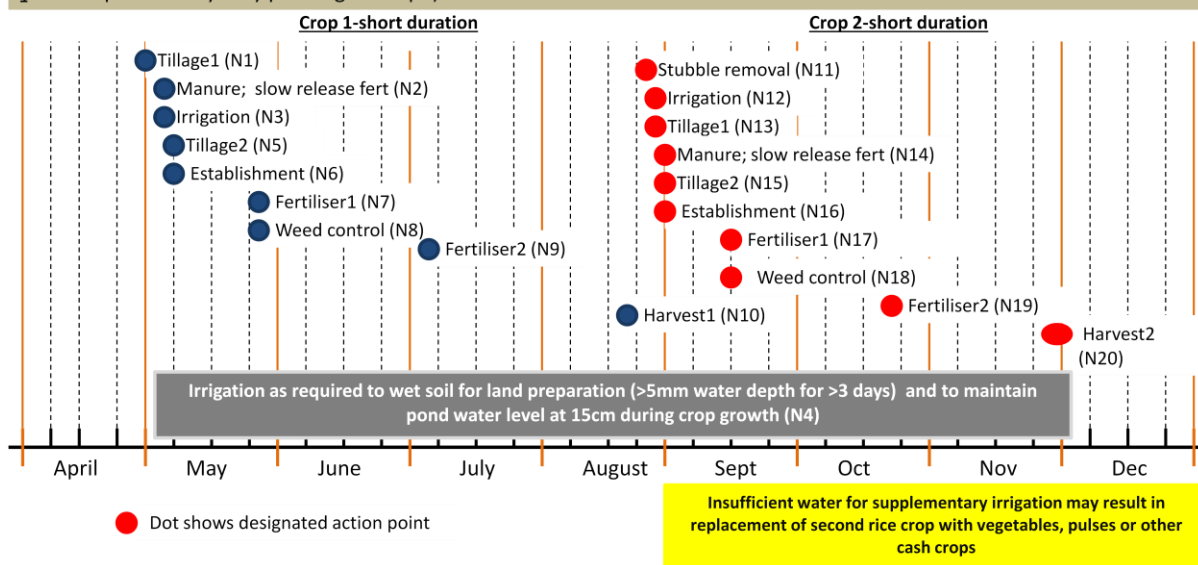 Crop 1-short duration
Crop 2-short duration
Tillage1 (N1)
Manure; slow release fert (N2)
Irrigation (N3)
Tillage2 (N5)
Establishment (N6)
Fertiliser1 (N7)
Weed control (N8)
Fertiliser2 (N9)
Harvest1 (N10)
Stubble removal (N11)
Irrigation (N12)
Tillage1 (N13)
Manure; slow release fert (N14)
Tillage2 (N15)
Establishment (N16)
Fertiliser1 (N17)
Weed control (N18)
Fertiliser2 (N19)
Harvest2
(N20)
Irrigation as required to wet soil for land preparation (>5mm water depth for >3 days) and to maintain
pond water level at 15cm during crop growth (N4)
April May June July August Sept Oct Nov Dec
Dot shows designated action point
Insufficient water for supplementary irrigation may result in
replacement of second rice crop with vegetables, pulses or other
cash crops